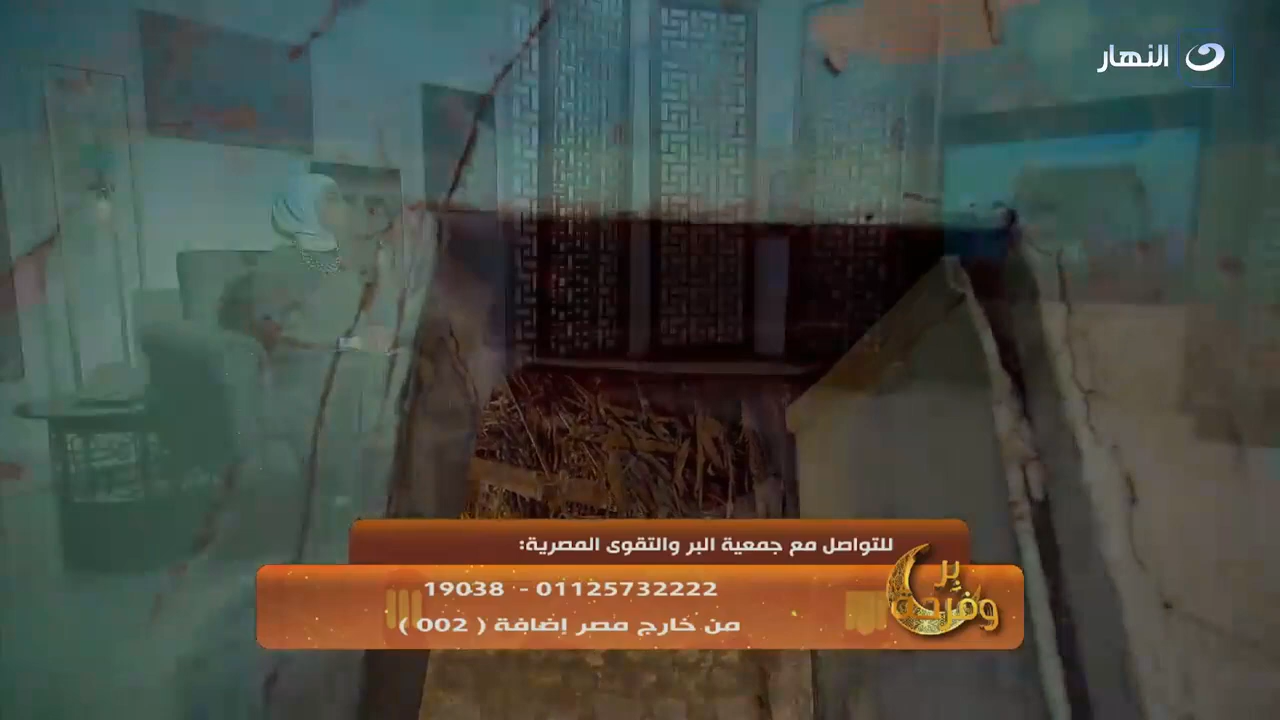 النهار
للتواصل مع جمعية البر والتقوى المصرية:
19038 - 01125732222
من خارج مصر إضافة ( 002 )
بر
وفرحة